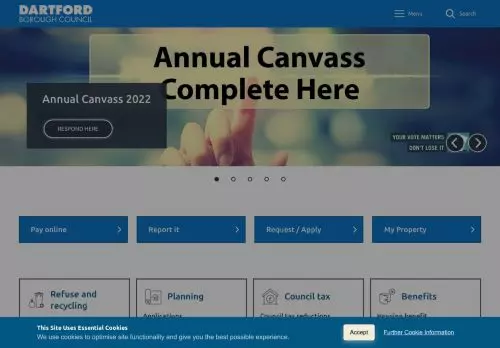 DARTFORD
BOROUGH COUNCIL
Menu
Search
Annual Canvass
Complete Here
Annual Canvass 2022
RESPOND HERE
YOUR VOTE MATTERS
DON'T LOSE IT
Pay online
Report it
Request / Apply
My Property
Refuse and
recycling
Planning
Applications
Council tax
Council tax reductions
Benefits
Housing benefit
This Site Uses Essential Cookies
We use cookies to optimise site functionality and give you the best possible experience.
Accept
Further Cookie Information